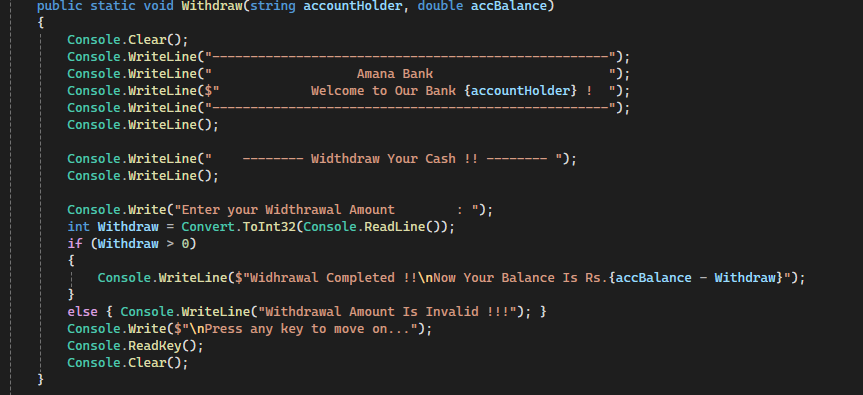 public static void Withdraw(string accountHolder, double accBalance)
{
    Console.Clear();
    Console.WriteLine("----------------------------------------------------");
    Console.WriteLine("                   Amana Bank                       ");
    Console.WriteLine($"            Welcome to Our Bank {accountHolder} !  ");
    Console.WriteLine("----------------------------------------------------");
    Console.WriteLine();

    Console.WriteLine("    -------- Widthdraw Your Cash !! -------- ");
    Console.WriteLine();

    Console.Write("Enter your Widthrawal Amount        : ");
    int Withdraw = Convert.ToInt32(Console.ReadLine());
    if (Withdraw > 0)
    {
        Console.WriteLine($"Widhrawal Completed !!\nNow Your Balance Is Rs.{accBalance - Withdraw}");
    }
    else { Console.WriteLine("Withdrawal Amount Is Invalid !!!"); }
    Console.Write($"\nPress any key to move on...");
    Console.ReadKey();
    Console.Clear();
}